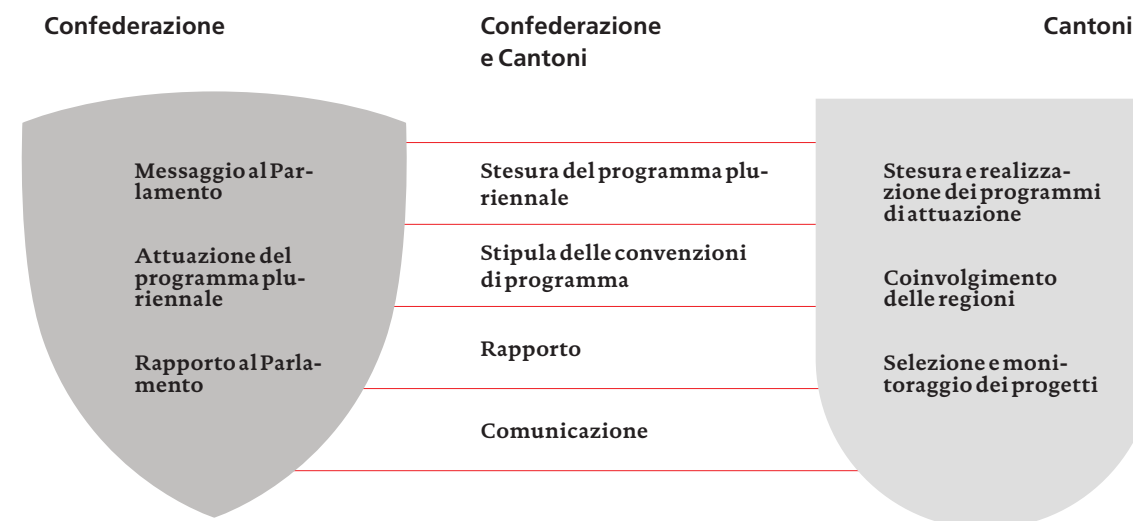 Confederazione
Confederazione
e Cantoni
Cantoni
Messaggio al Par-
lamento
Attuazione del
programma plu-
riennale
Rapporto al Parla-
mento
Stesura del programma plu-
riennale
Stipula delle convenzioni
di programma
Rapporto
Comunicazione
Stesura e realizza-
zione dei programmi
di attuazione
Coinvolgimento
delle regioni
Selezione e moni-
toraggio dei progetti